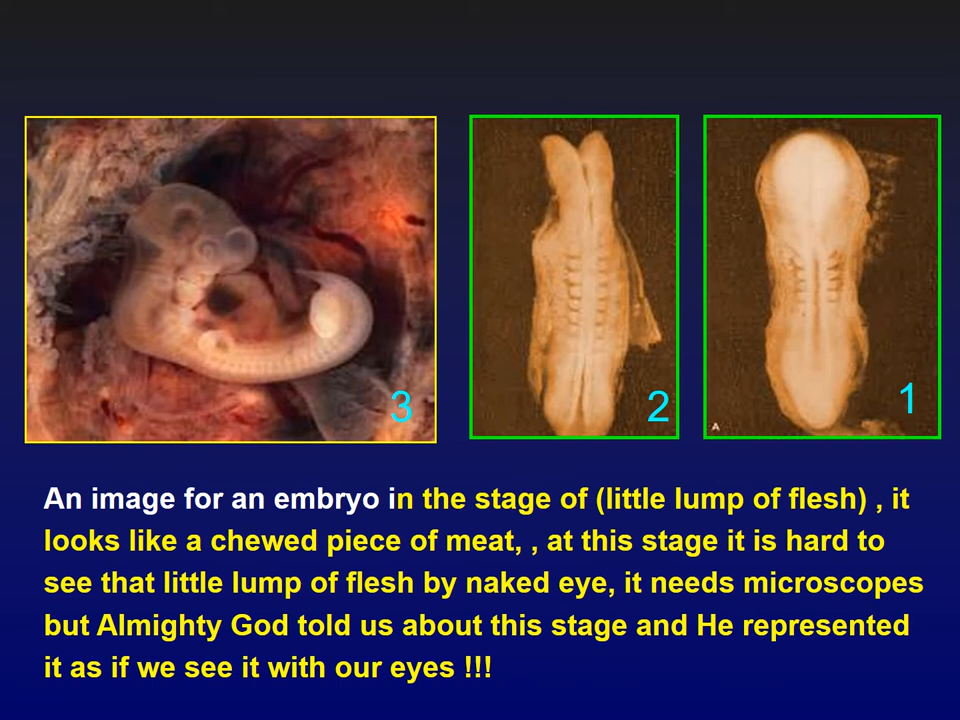 3
2
1
A
An image for an embryo in the stage of (little lump of flesh) , it
looks like a chewed piece of meat, , at this stage it is hard to
see that little lump of flesh by naked eye, it needs microscopes
but Almighty God told us about this stage and He represented
it as if we see it with our eyes !!!